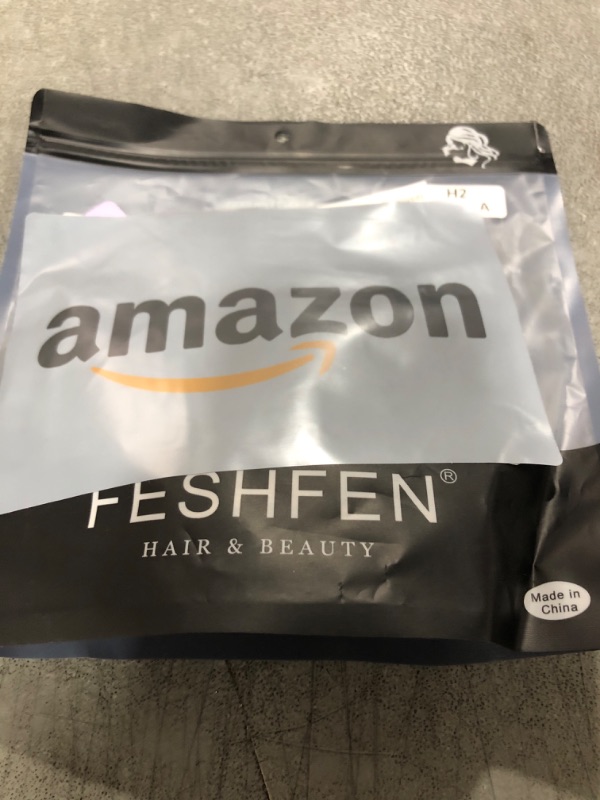 H2
A
amazon
FESHFEN®
HAIR & BEAUTY
Made in
China